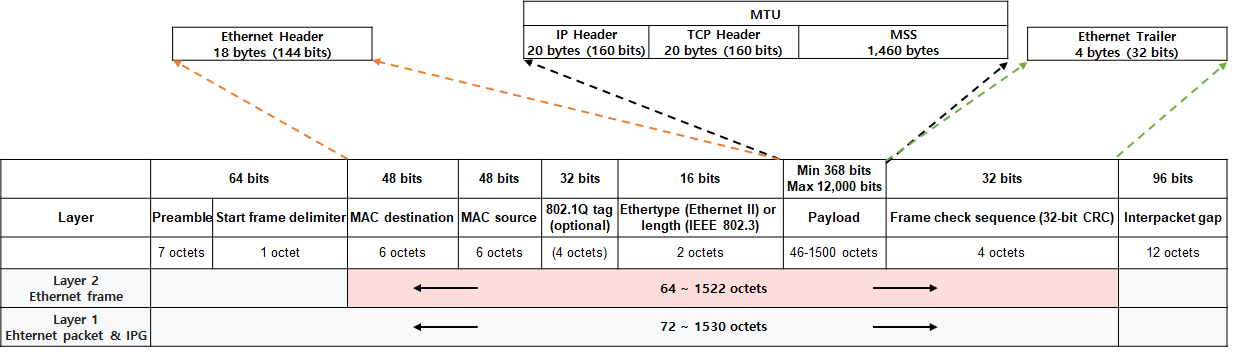 MTU
Ethernet Header
18 bytes (144 bits)
IP Header
20 bytes (160 bits)
TCP Header
20 bytes (160 bits)
MSS
1,460 bytes
Ethernet Trailer
4 bytes (32 bits)
64 bits
48 bits
48 bits
32 bits
16 bits
Min 368 bits
Max 12,000 bits
32 bits
96 bits
Layer
Preamble
Start frame delimiter
MAC destination
MAC source
802.1Q tag
(optional)
Ethertype (Ethernet II) or
length (IEEE 802.3)
Payload
Frame check sequence (32-bit CRC)
Interpacket gap
7 octets
1 octet
6 octets
6 octets
(4 octets)
2 octets
46-1500 octets
4 octets
12 octets
Layer 2
Ethernet frame
64 ~ 1522 octets
Layer 1
Ehternet packet & IPG
72 ~ 1530 octets